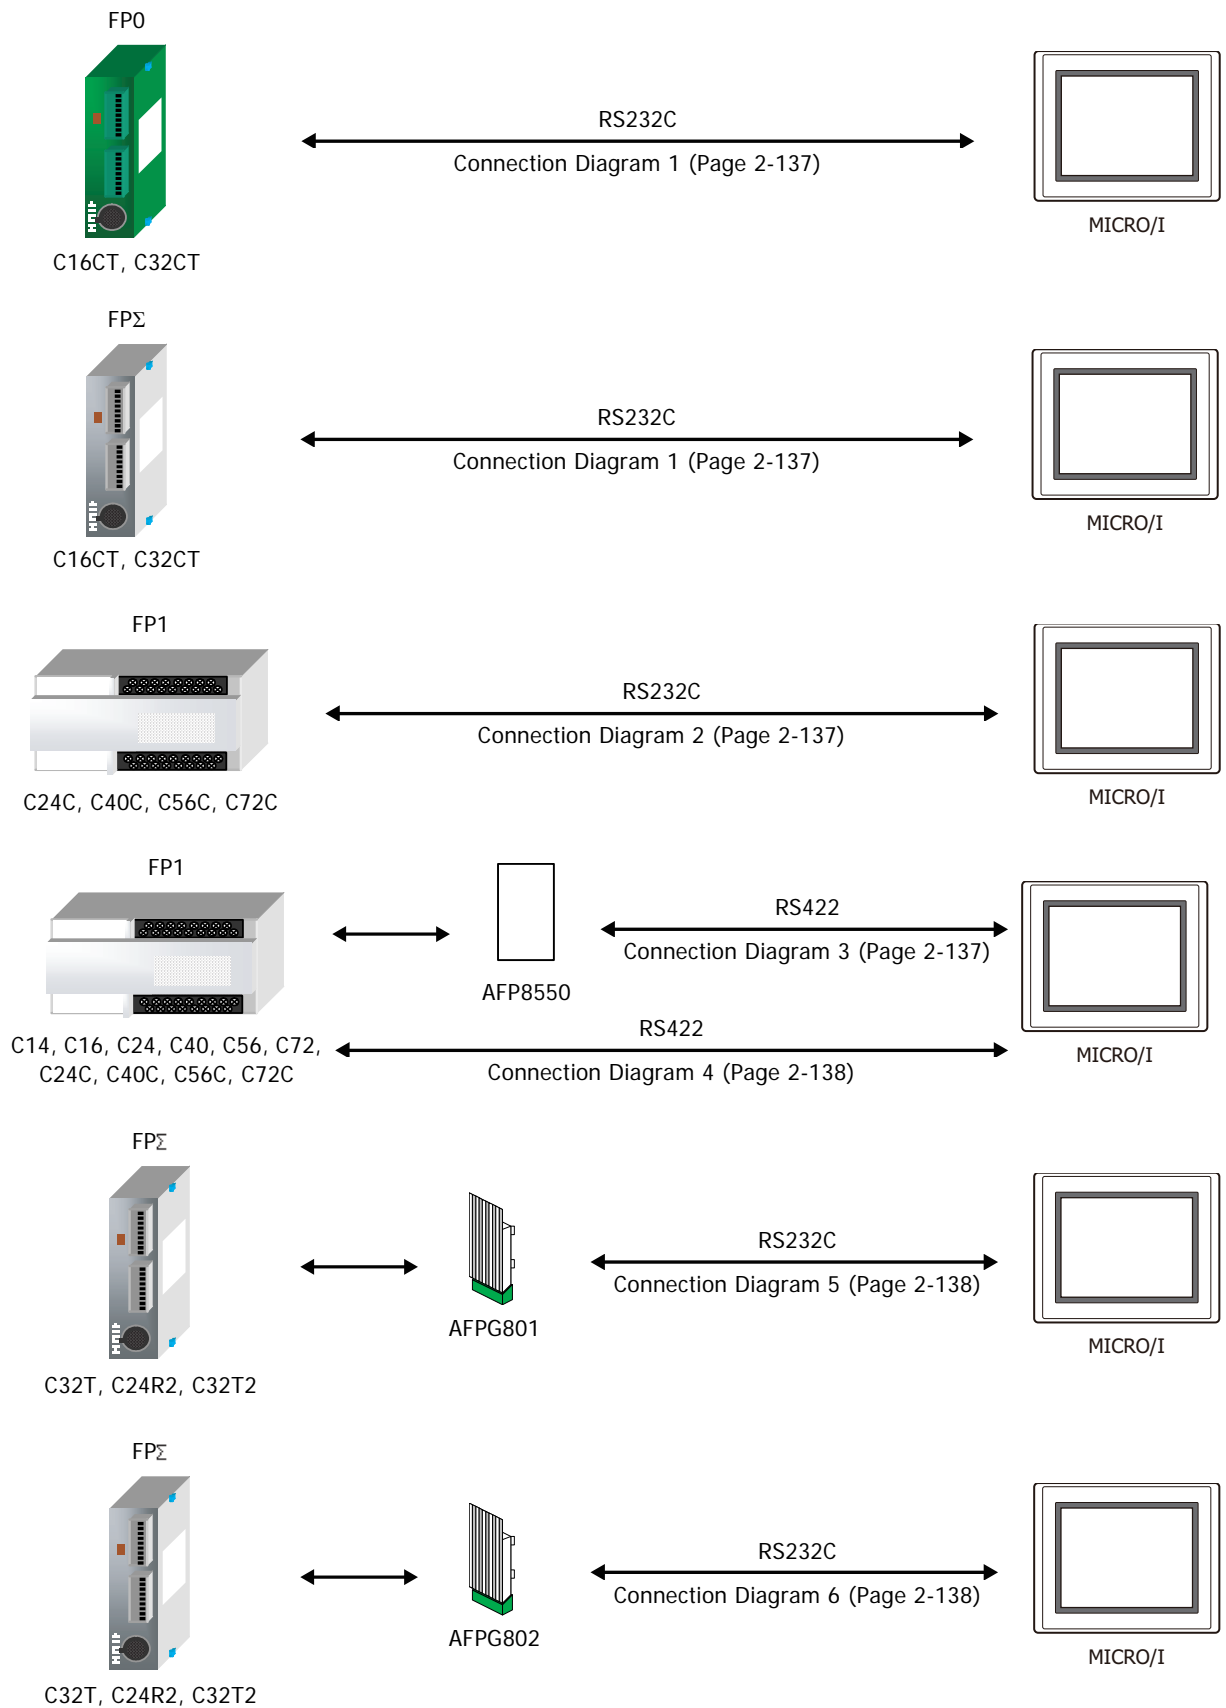 FP0
RS232C
Connection Diagram 1 (Page 2-137)
MICRO/I
C16CT, C32CT
FPΣ
RS232C
Connection Diagram 1 (Page 2-137)
MICRO/I
C16CT, C32CT
FP1
RS232C
Connection Diagram 2 (Page 2-137)
MICRO/I
C24C, C40C, C56C, C72C
FP1
RS422
Connection Diagram 3 (Page 2-137)
AFP8550
RS422
C14, C16, C24, C40, C56, C72,
C24C, C40C, C56C, C72C
Connection Diagram 4 (Page 2-138)
MICRO/I
FPΣ
RS232C
Connection Diagram 5 (Page 2-138)
AFPG801
MICRO/I
C32T, C24R2, C32T2
FPΣ
RS232C
Connection Diagram 6 (Page 2-138)
AFPG802
MICRO/I
C32T, C24R2, C32T2